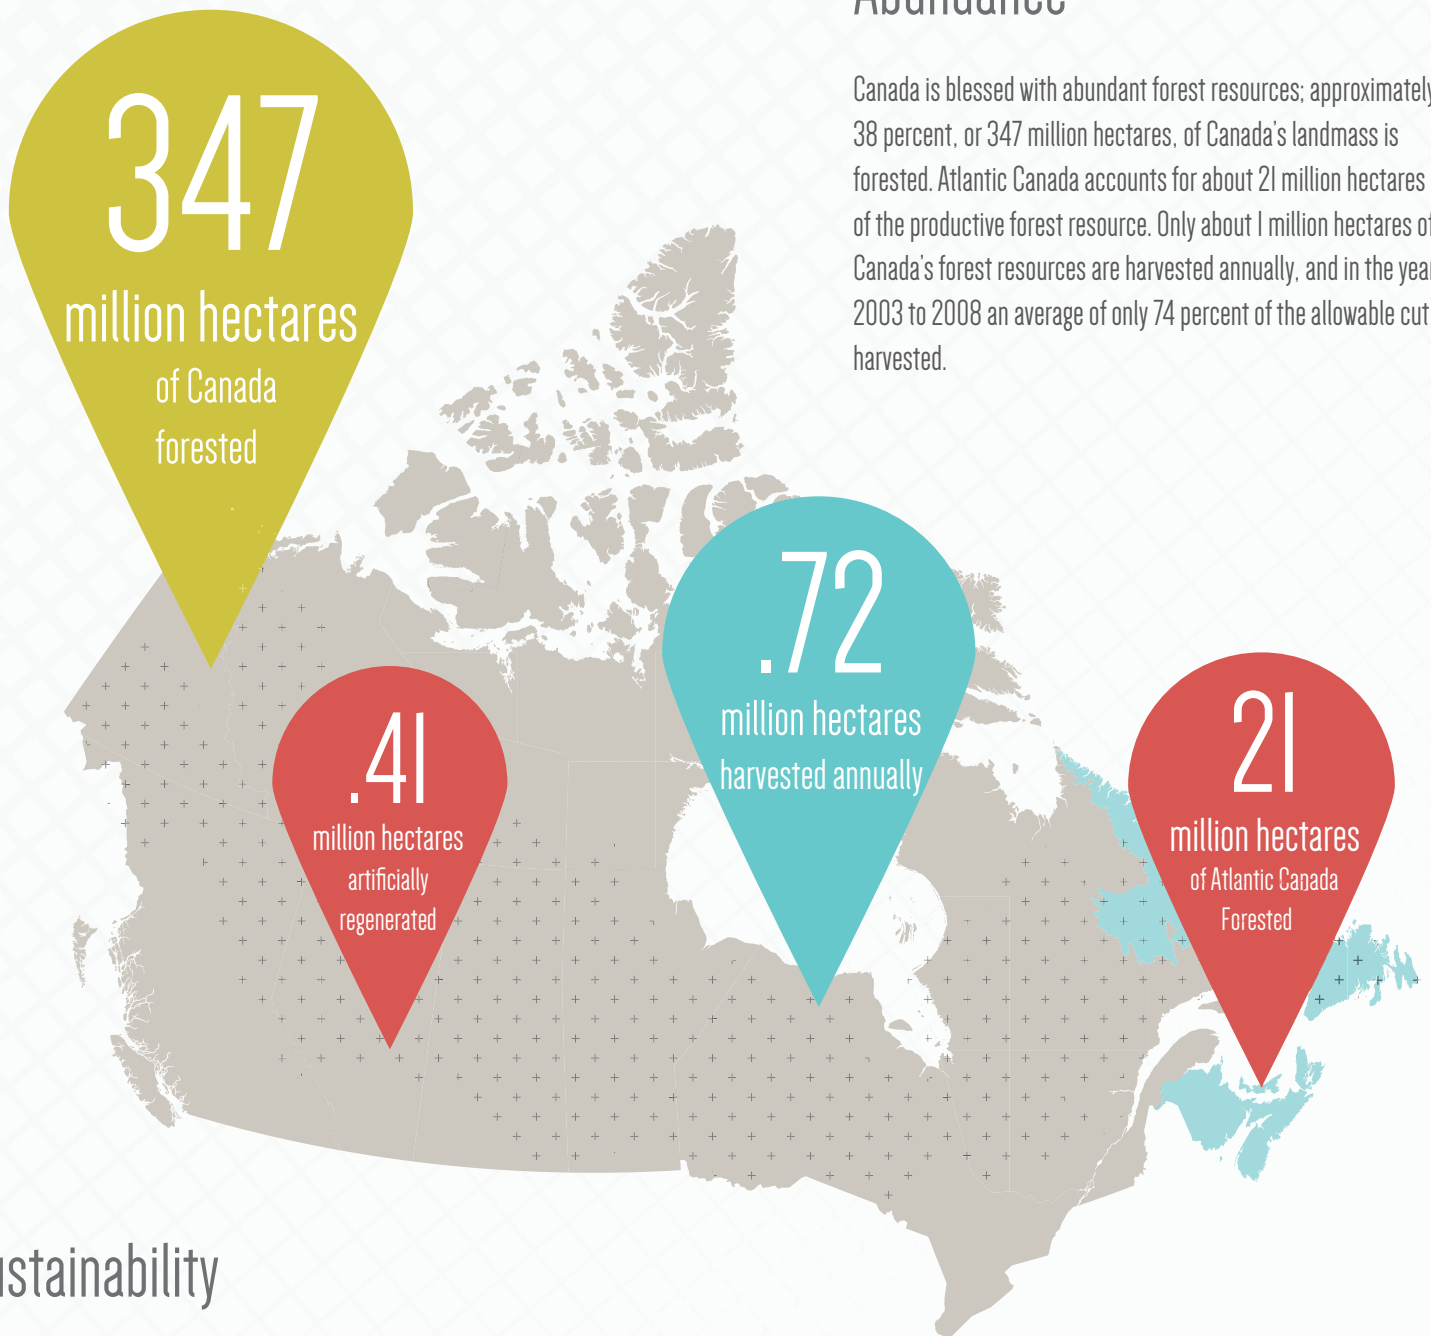 Abundance
Canada is blessed with abundant forest resources; approximately
38 percent, or 347 million hectares, of Canada's landmass is
forested. Atlantic Canada accounts for about 21 million hectares
of the productive forest resource. Only about 1 million hectares of
Canada's forest resources are harvested annually, and in the year
2003 to 2008 an average of only 74 percent of the allowable cut
harvested.
347
million hectares
of Canada
forested
.72
million hectares
harvested annually
.41
million hectares
artificially
regenerated
21
million hectares
of Atlantic Canada
Forested
ustainability